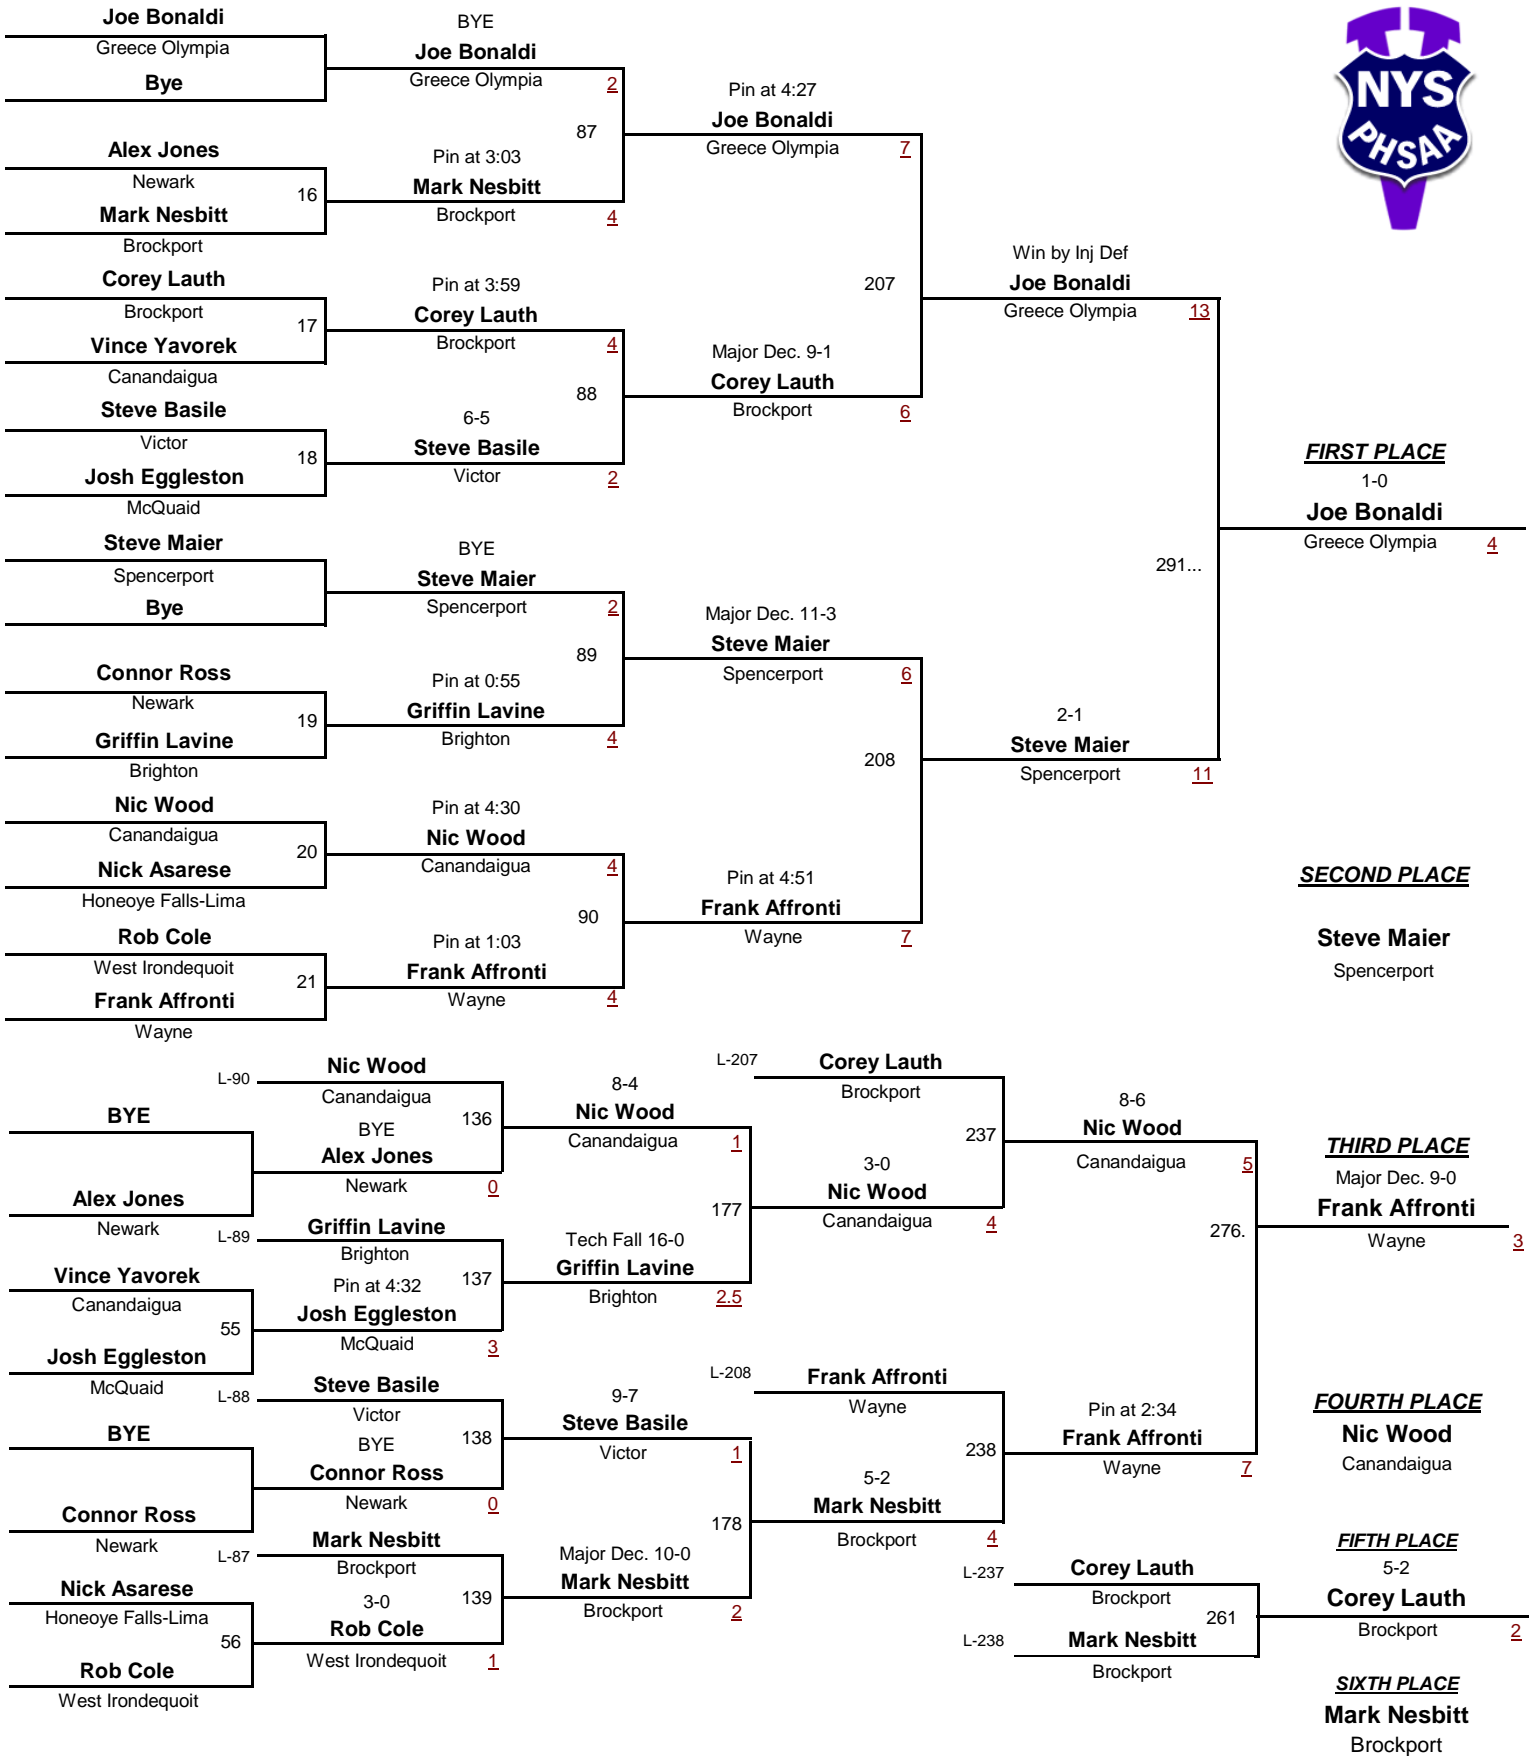 Joe Bonaldi
Greece Olympia
Bye
Alex Jones
Newark
16
Mark Nesbitt
Brockport
Corey Lauth
Brockport
17
Vince Yavorek
Canandaigua
Steve Basile
Victor
18
Josh Eggleston
McQuaid
Steve Maier
Spencerport
Bye
Connor Ross
Newark
19
Griffin Lavine
Brighton
Nic Wood
Canandaigua
20
Nick Asarese
Honeoye Falls-Lima
Rob Cole
West Irondequoit
21
Frank Affronti
Wayne
BYE
Joe Bonaldi
Greece Olympia
2
87
Pin at 3:03
Mark Nesbitt
Brockport
4
Pin at 3:59
Corey Lauth
Brockport
4
88
6-5
Steve Basile
Victor
2
BYE
Steve Maier
Spencerport
2
89
Pin at 0:55
Griffin Lavine
Brighton
4
Pin at 4:30
Nic Wood
Canandaigua
4
90
Pin at 1:03
Frank Affronti
Wayne
4
Pin at 4:27
Joe Bonaldi
Greece Olympia
7
207
Major Dec. 9-1
Corey Lauth
Brockport
6
Major Dec. 11-3
Steve Maier
Spencerport
6
208
Pin at 4:51
Frank Affronti
Wayne
7
Win by Inj Def
Joe Bonaldi
Greece Olympia
13
291...
2-1
Steve Maier
Spencerport
11
NYS
PHSAA
FIRST PLACE
1-0
Joe Bonaldi
Greece Olympia
4
SECOND PLACE
Steve Maier
Spencerport
BYE
Alex Jones
Newark
Vince Yavorek
Canandaigua
55
Josh Eggleston
McQuaid
BYE
Connor Ross
Newark
Nick Asarese
Honeoye Falls-Lima
56
Rob Cole
West Irondequoit
L-90
Nic Wood
Canandaigua
136
BYE
Alex Jones
Newark
0
L-89
Griffin Lavine
Brighton
137
Pin at 4:32
Josh Eggleston
McQuaid
3
L-88
Steve Basile
Victor
138
BYE
Connor Ross
Newark
0
L-87
Mark Nesbitt
Brockport
139
3-0
Rob Cole
West Irondequoit
1
8-4
Nic Wood
Canandaigua
1
177
Tech Fall 16-0
Griffin Lavine
Brighton
2.5
9-7
Steve Basile
Victor
1
178
Major Dec. 10-0
Mark Nesbitt
Brockport
2
L-207
Corey Lauth
Brockport
237
3-0
Nic Wood
Canandaigua
4
L-208
Frank Affronti
Wayne
238
5-2
Mark Nesbitt
Brockport
4
8-6
Nic Wood
Canandaigua
5
276.
Pin at 2:34
Frank Affronti
Wayne
7
L-237
Corey Lauth
Brockport
261
L-238
Mark Nesbitt
Brockport
THIRD PLACE
Major Dec. 9-0
Frank Affronti
Wayne
3
FOURTH PLACE
Nic Wood
Canandaigua
FIFTH PLACE
5-2
Corey Lauth
Brockport
2
SIXTH PLACE
Mark Nesbitt
Brockport